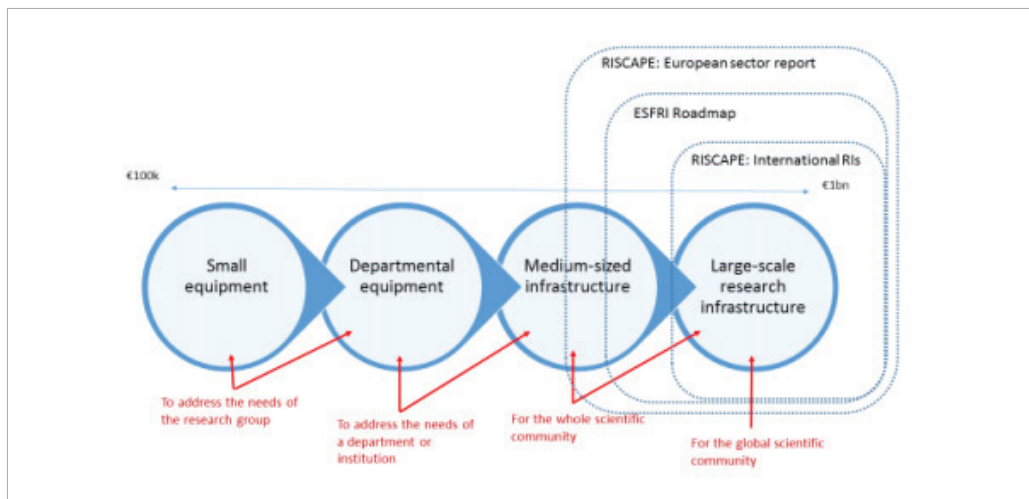 RISCAPE: European sector report
ESFRI Roadmap
RISCAPE: International RIs
€100k
€1bn
Small
equipment
Departmental
equipment
Medium-sized
infrastructure
Large-scale
research
infrastructure
To address the needs of
the research group
To address the needs of
a department or
institution
For the whole scientific
community
For the global scientific
community